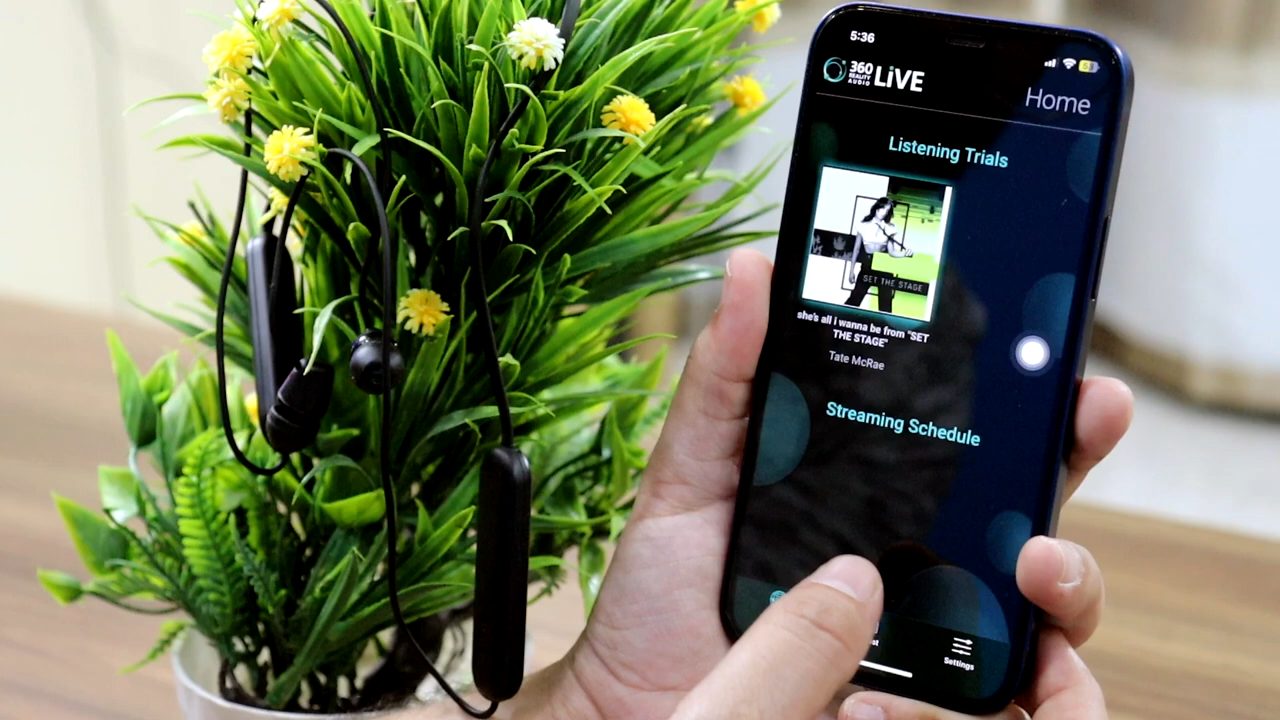 5:36
360
REALITY
AUDIO
LiVE
Home
Listening Trials
SET THE STAGE
she's all i wanna be from "SET
THE STAGE"
Tate McRae
Streaming Schedule
Settings